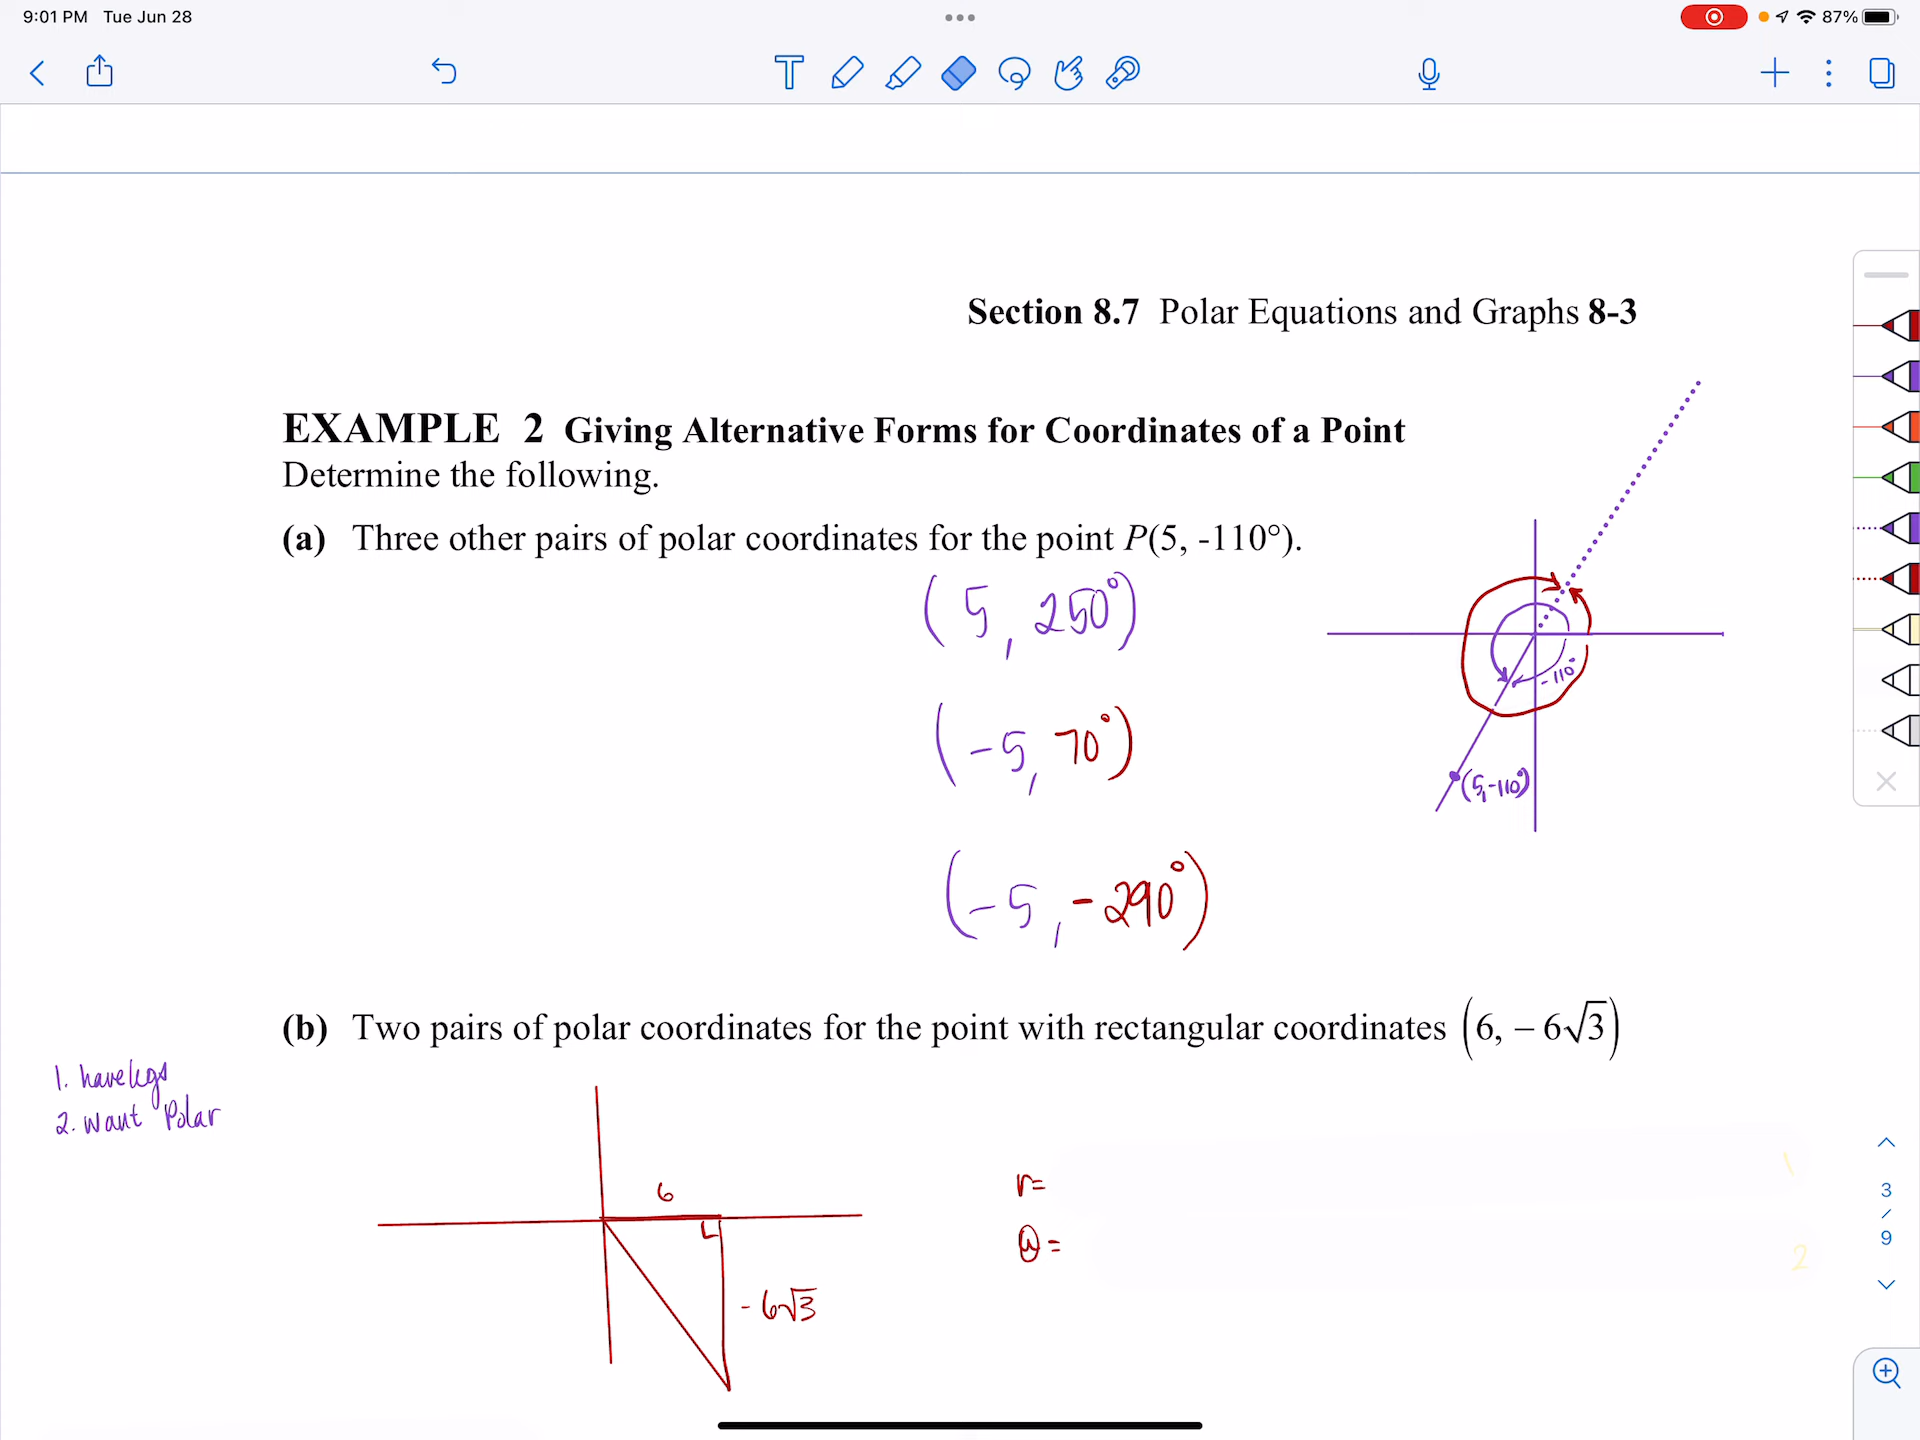 9:01 PM Tue Jun 28
87%
Section 8.7 Polar Equations and Graphs 8-3
EXAMPLE 2 Giving Alternative Forms for Coordinates of a Point
Determine the following.
(a) Three other pairs of polar coordinates for the point P(5, -110°).
(5, 250°)
-110°
(-5, 70°)
(5,-110°)
(-5, -290°)
(b) Two pairs of polar coordinates for the point with rectangular coordinates (6, – 6√3)
1. have legs
2. want Polar
6
r=
θ=
-6√3
1
2
3
/
9